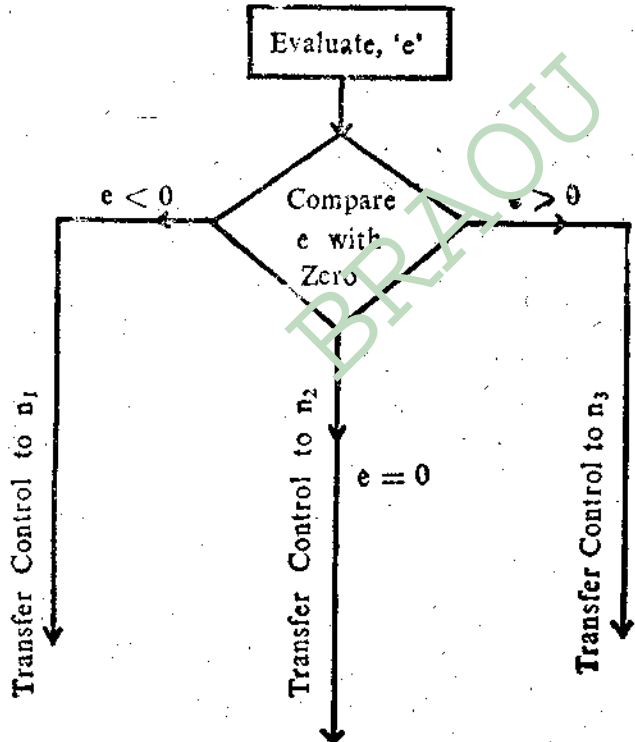 Evaluate, ‘e’
e < 0
Compare
e with
Zero
> 0
BRAOU
Transfer Control to n₁
Transfer Control to n₂
e = 0
Transfer Control to n₃